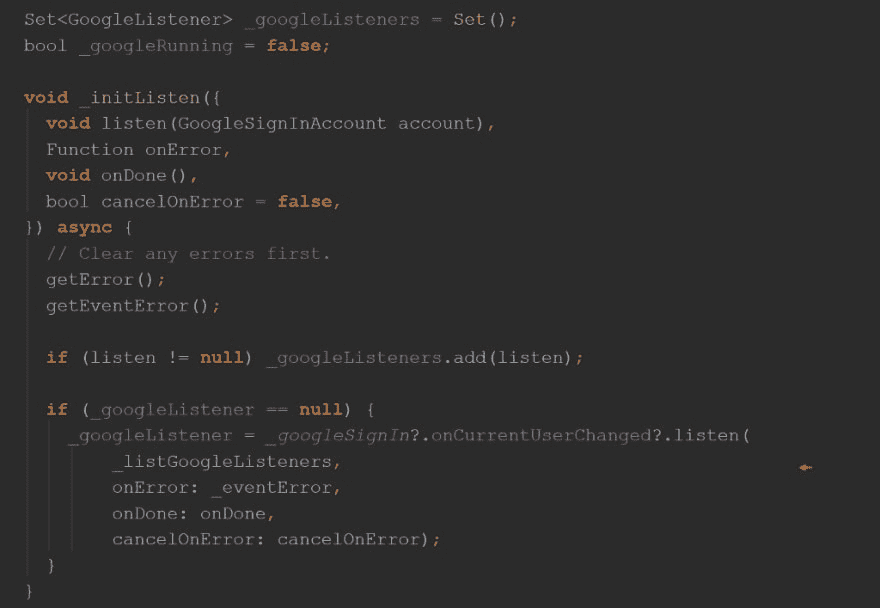 Set<GoogleListener> _googleListeners = Set();
bool _googleRunning = false;
void _initListen({
void listen(GoogleSignInAccount account),
Function onError,
void onDone(),
bool cancelOnError = false,
}) async {
// Clear any errors first.
getError();
getEventError();
if (listen != null) _googleListeners.add(listen);
if (_googleListener == null) {
_googleListener = _googleSignIn?.onCurrentUserChanged?.listen(
_listGoogleListeners,
onError: _eventError,
onDone: onDone,
cancelOnError: cancelOnError);
}
}